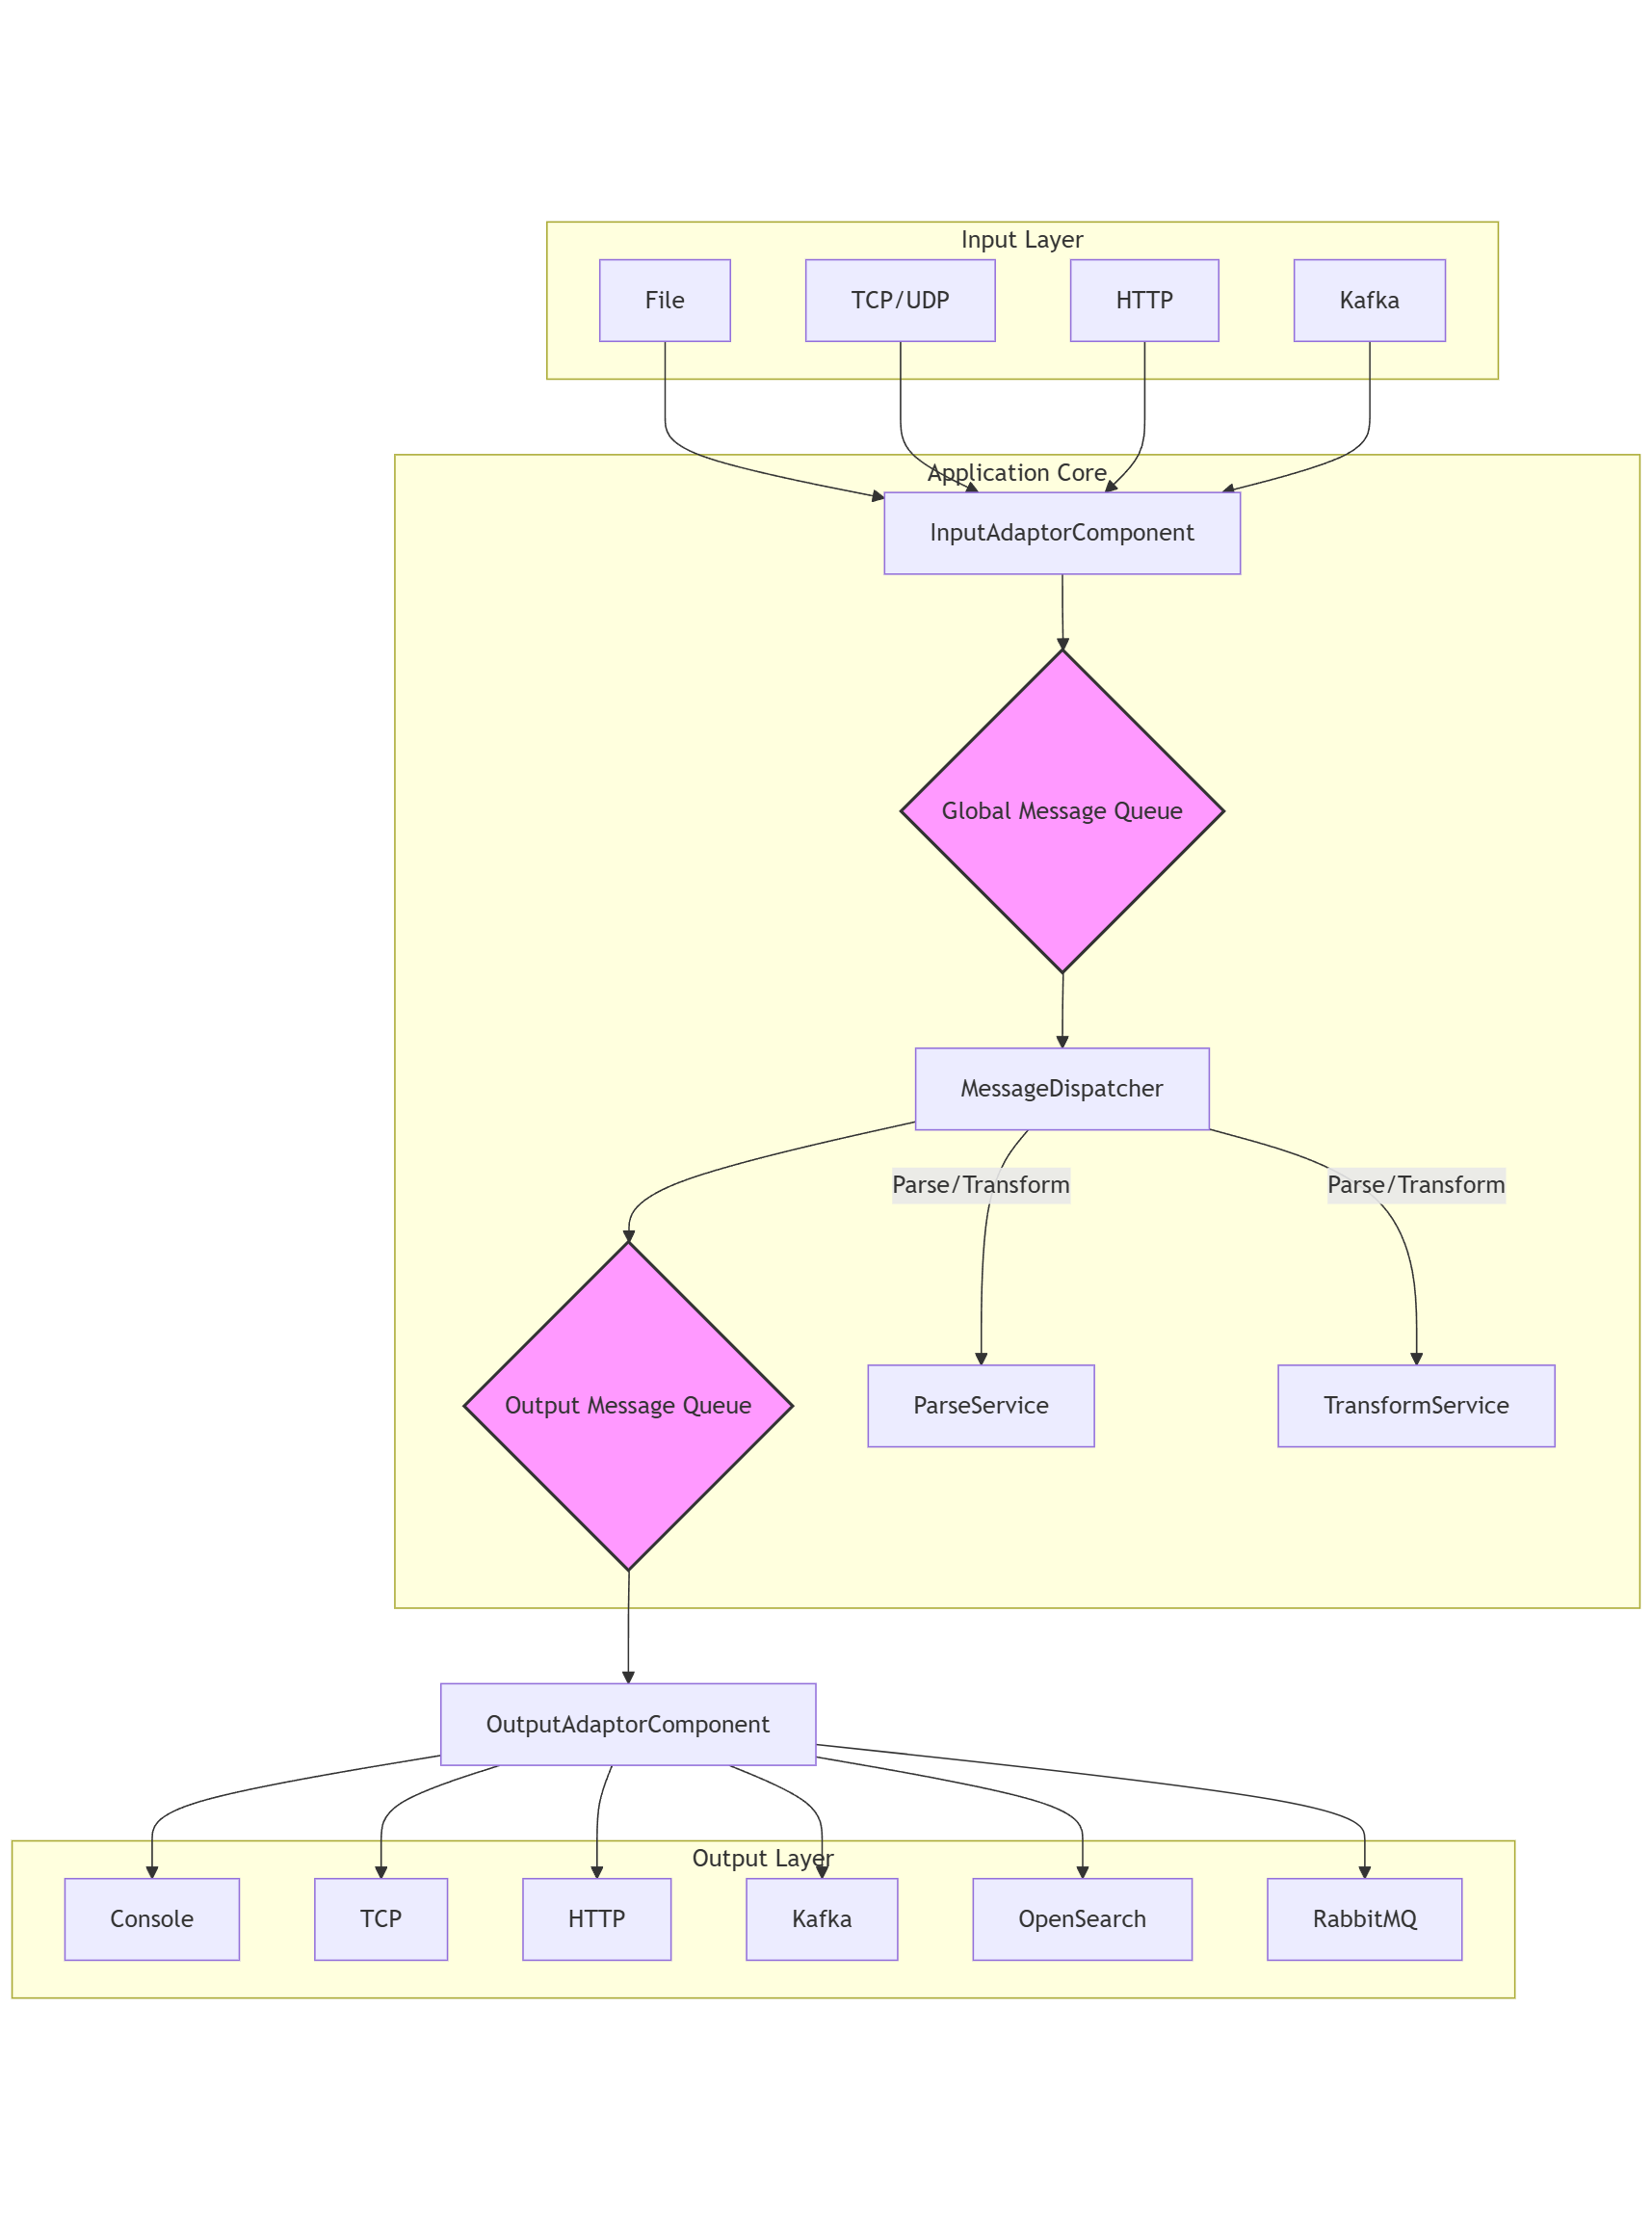 Input Layer
File
TCP/UDP
HTTP
Kafka
Application Core
InputAdaptorComponent
Global Message Queue
MessageDispatcher
Parse/Transform
Parse/Transform
Output Message Queue
ParseService
TransformService
OutputAdaptorComponent
Output Layer
Console
TCP
HTTP
Kafka
OpenSearch
RabbitMQ